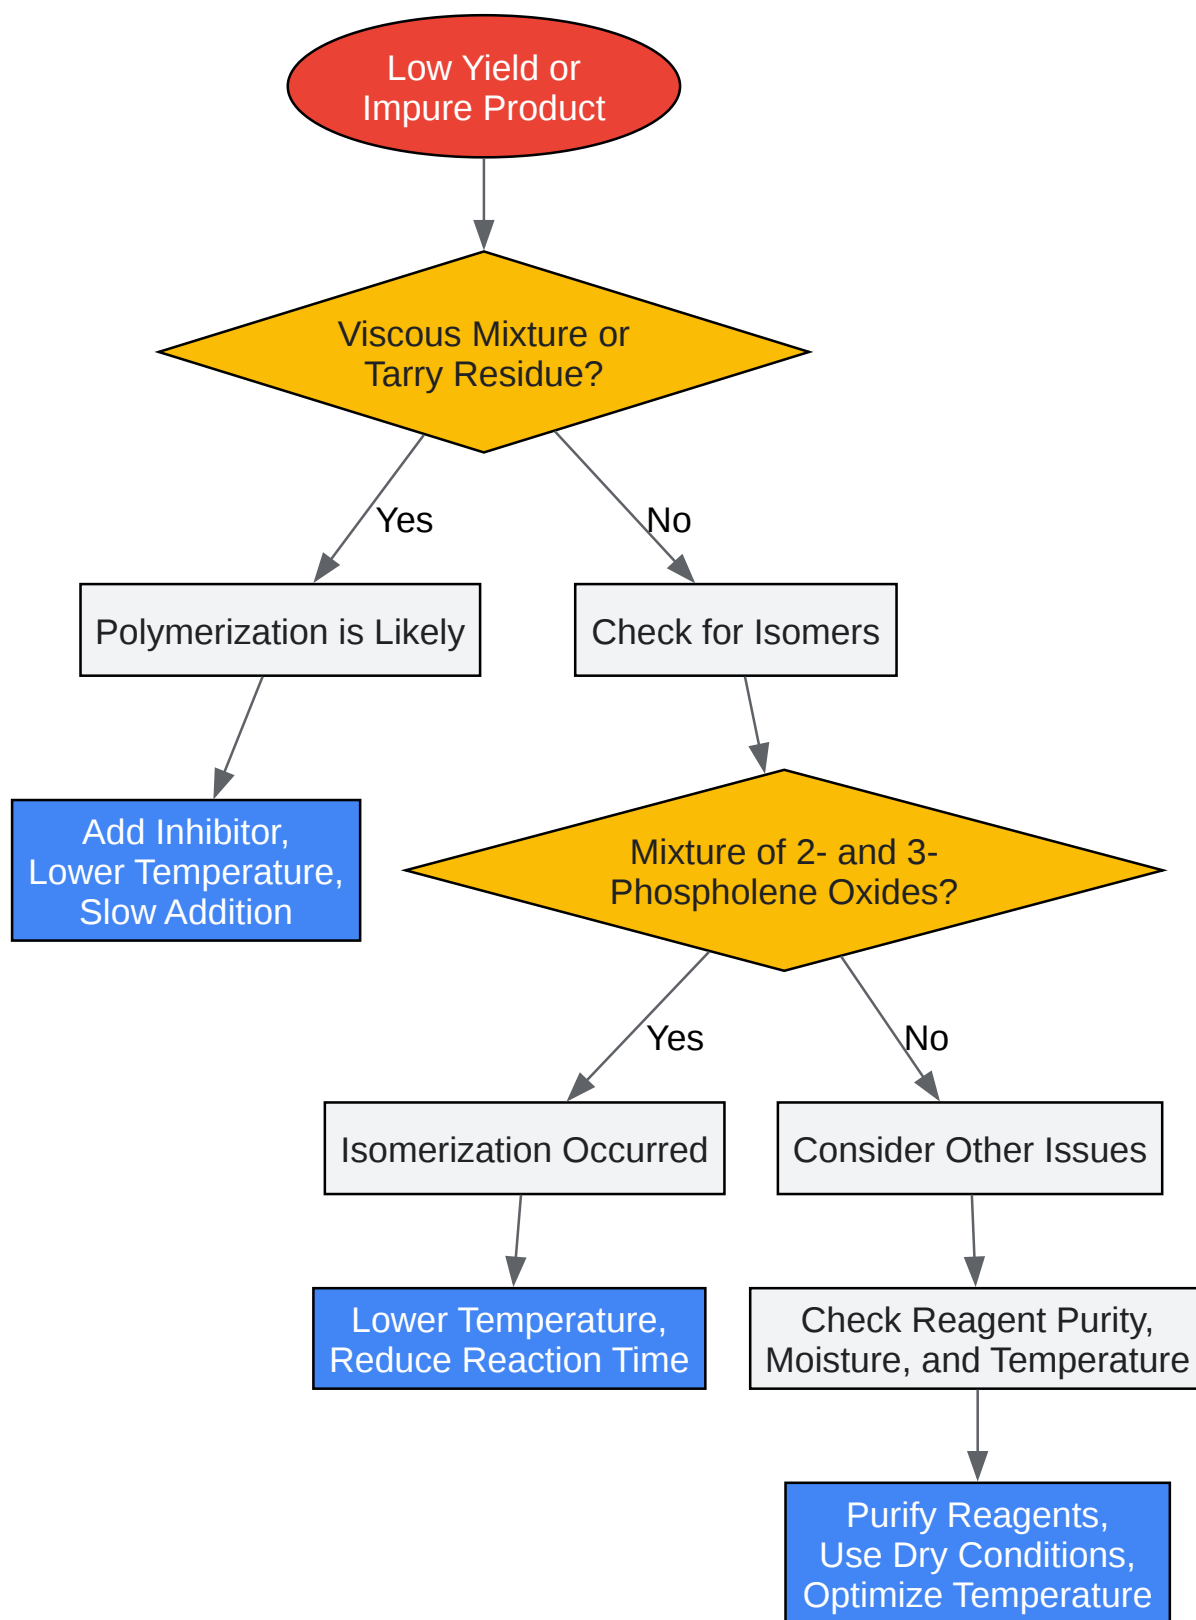 Low Yield or
Impure Product
Viscous Mixture or
Tarry Residue?
Yes
No
Polymerization is Likely
Check for Isomers
Add Inhibitor,
Lower Temperature,
Slow Addition
Mixture of 2- and 3-
Phospholene Oxides?
Yes
No
Isomerization Occurred
Consider Other Issues
Lower Temperature,
Reduce Reaction Time
Check Reagent Purity,
Moisture, and Temperature
Purify Reagents,
Use Dry Conditions,
Optimize Temperature